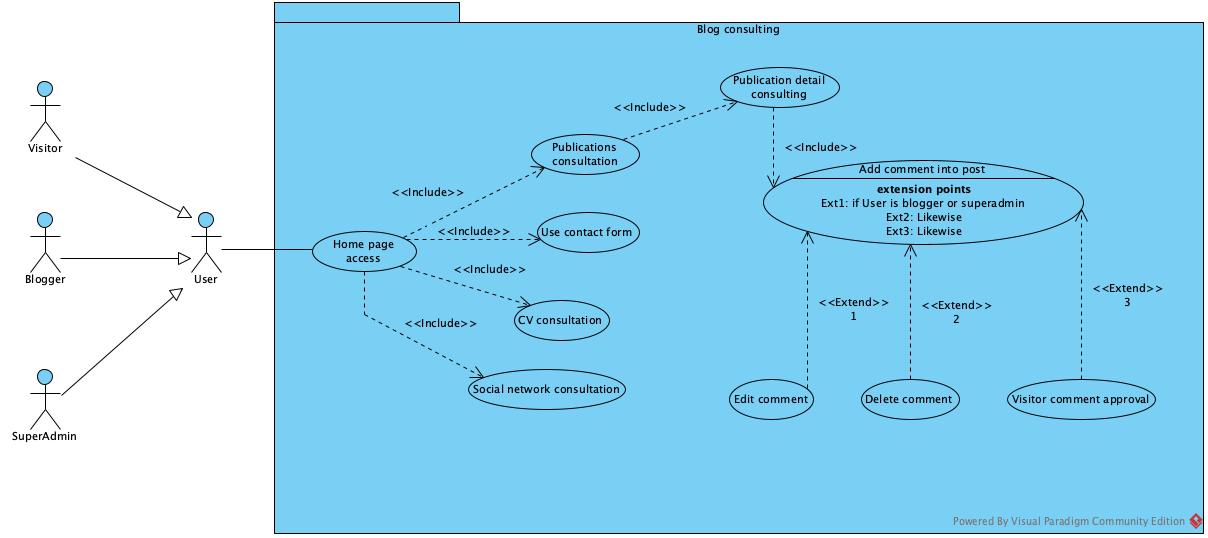 Blog consulting
Visitor
Blogger
SuperAdmin
User
Home page
access
<<Include>>
Publications
consultation
<<Include>>
Publication detail
consulting
<<Include>>
Add comment into post
extension points
Ext1: if User is blogger or superadmin
Ext2: Likewise
Ext3: Likewise
<<Include>>
Use contact form
<<Include>>
CV consultation
<<Include>>
Social network consultation
<<Extend>>
1
<<Extend>>
2
<<Extend>>
3
Edit comment
Delete comment
Visitor comment approval
Powered By Visual Paradigm Community Edition